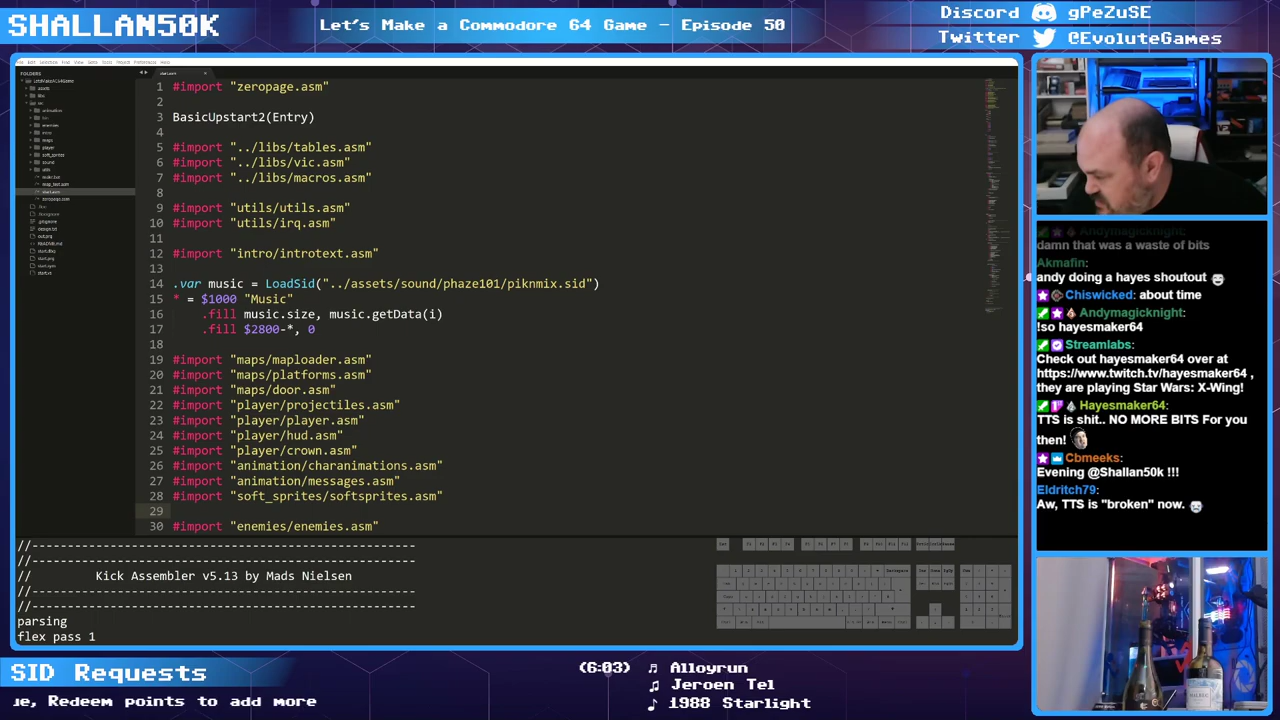 SHALLAN50K
Let's Make a Commodore 64 Game - Episode 50
Discord gPeZuSE
Twitter @EvoluteGames
FOLDERS
1 #import "zeropage.asm"
2
3 BasicUpstart2(Entry)
4
5 #import "../libs/tables.asm"
6 #import "../libs/vic.asm"
7 #import "../libs/macros.asm"
8
9 #import "utils/utils.asm"
10 #import "utils/irq.asm"
11
12 #import "intro/introtext.asm"
13
14 .var music = LoadSid("../assets/sound/phaze101/piknmix.sid")
15 * = $1000 "Music"
16 .fill music.size, music.getData(i)
17 .fill $2800-*, 0
18
19 #import "maps/maploader.asm"
20 #import "maps/platforms.asm"
21 #import "maps/door.asm"
22 #import "player/projectiles.asm"
23 #import "player/player.asm"
24 #import "player/hud.asm"
25 #import "player/crown.asm"
26 #import "animation/charanimations.asm"
27 #import "animation/messages.asm"
28 #import "soft_sprites/softsprites.asm"
29
30 #import "enemies/enemies.asm"
//------------------------------------------------------
//------------------------------------------------------
// Kick Assembler v5.13 by Mads Nielsen
//------------------------------------------------------
//------------------------------------------------------
parsing
flex pass 1
Andymagicknight:
damn that was a waste of bits
Akmafin:
andy doing a hayes shoutout
Chiswicked: about time
Andymagicknight:
!so hayesmaker64
Streamlabs:
Check out hayesmaker64 over at
https://www.twitch.tv/hayesmaker64 ,
they are playing Star Wars: X-Wing!
Hayesmaker64:
TTS is shit.. NO MORE BITS For you
then!
Cbmeeks:
Evening @Shallan50k !!!
Eldritch79:
Aw, TTS is "broken" now.
SID Requests
ue, Redeem points to add more
(6:03) Alloyrun
Jeroen Tel
1988 Starlight